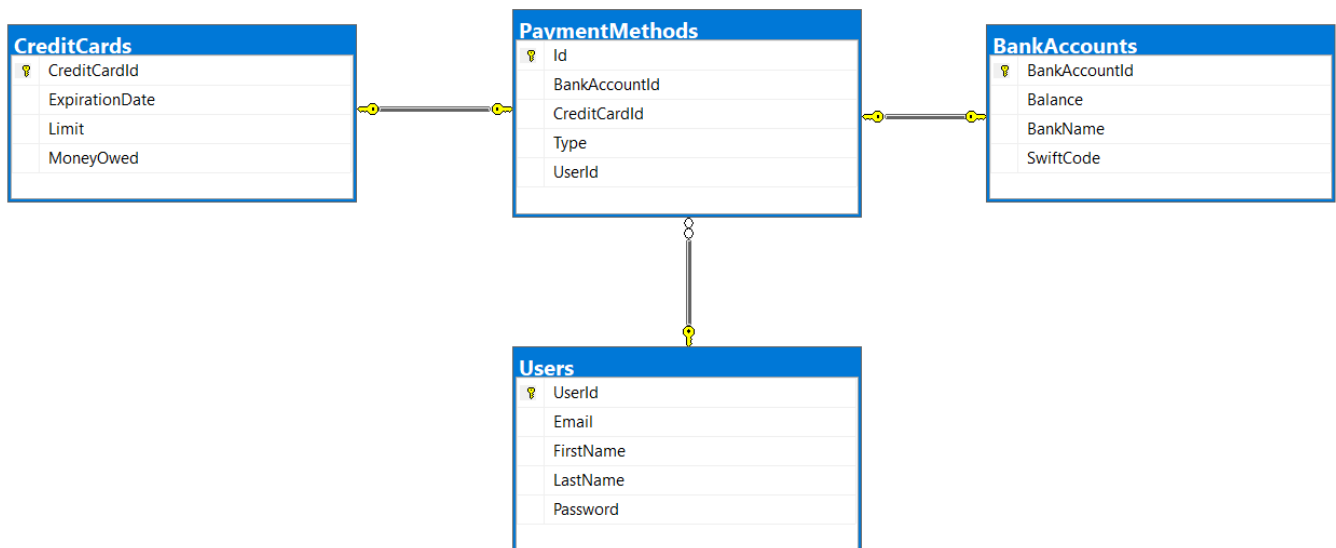 CreditCards
CreditCardId
ExpirationDate
Limit
MoneyOwed
PaymentMethods
Id
BankAccountId
CreditCardId
Type
UserId
BankAccounts
BankAccountId
Balance
BankName
SwiftCode
Users
UserId
Email
FirstName
LastName
Password